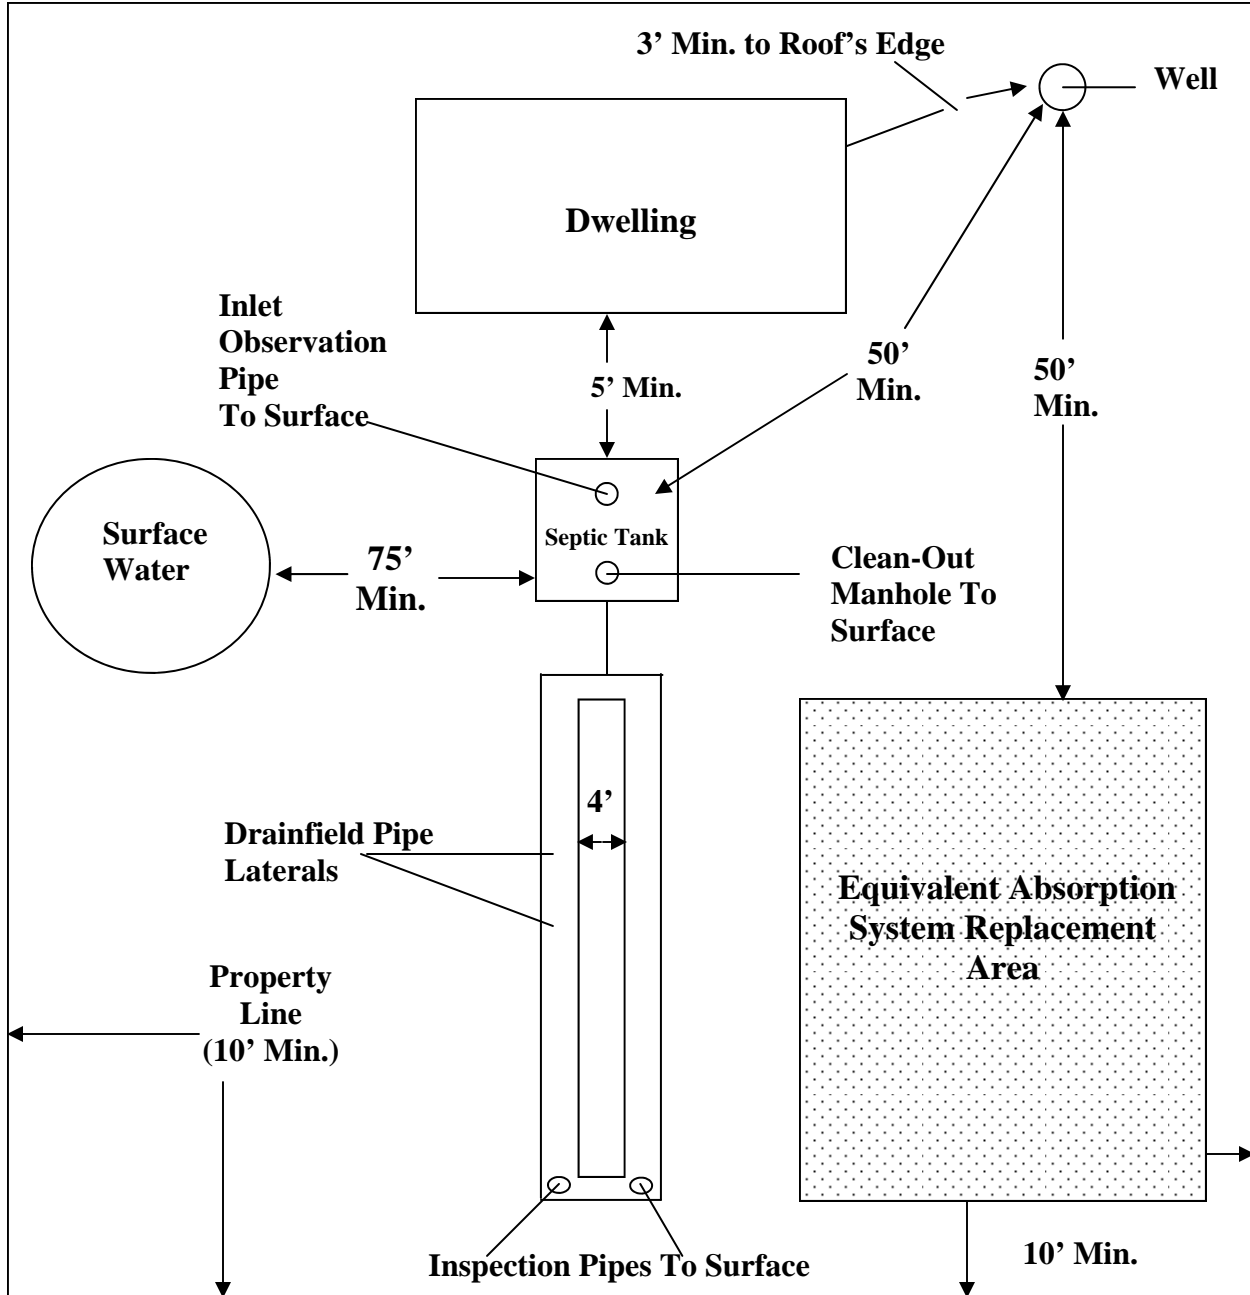 3’ Min. to Roof’s Edge
Well
Dwelling
Inlet
Observation
Pipe
To Surface
5’ Min.
50’
Min.
50’
Min.
Surface
Water
75’
Min.
Septic Tank
Clean-Out
Manhole To
Surface
4’
Drainfield Pipe
Laterals
Equivalent Absorption
System Replacement
Area
Property
Line
(10’ Min.)
Inspection Pipes To Surface
10’ Min.